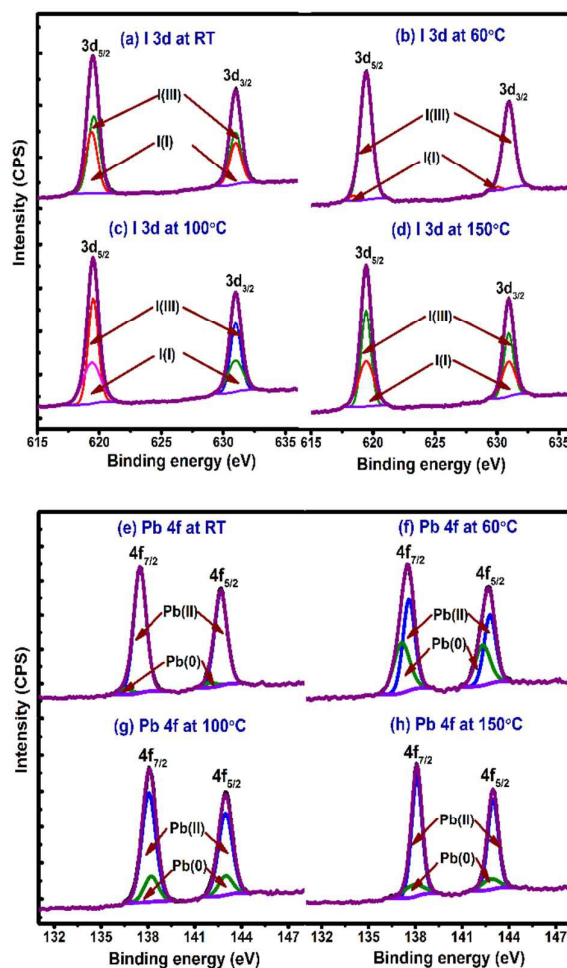 (a) I 3d at RT
3d5/2
3d3/2
I(III)
I(I)
(b) I 3d at 60°C
3d5/2
3d3/2
I(III)
I(I)
I(I)
(c) I 3d at 100°C
3d5/2
3d3/2
I(III)
I(I)
(d) I 3d at 150°C
3d5/2
3d3/2
I(III)
I(I)
Intensity (CPS)
615 620 625 630 635
615 620 625 630 635
Binding energy (eV)
Binding energy (eV)
(e) Pb 4f at RT
4f7/2
4f5/2
Pb(II)
Pb(0)
(f) Pb 4f at 60°C
4f7/2
4f5/2
Pb(II)
Pb(0)
(g) Pb 4f at 100°C
4f7/2
4f5/2
Pb(II)
Pb(0)
(h) Pb 4f at 150°C
4f7/2
4f5/2
Pb(II)
Pb(0)
Intensity (CPS)
132 135 138 141 144 147
132 135 138 141 144 147
Binding energy (eV)
Binding energy (eV)